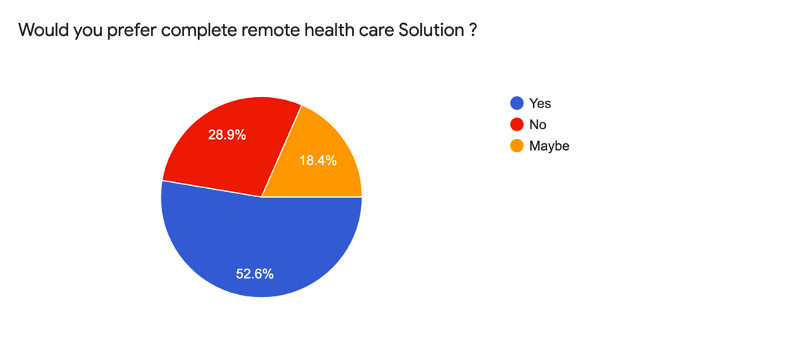 Would you prefer complete remote health care Solution ?
Yes
No
Maybe
28.9%
18.4%
52.6%